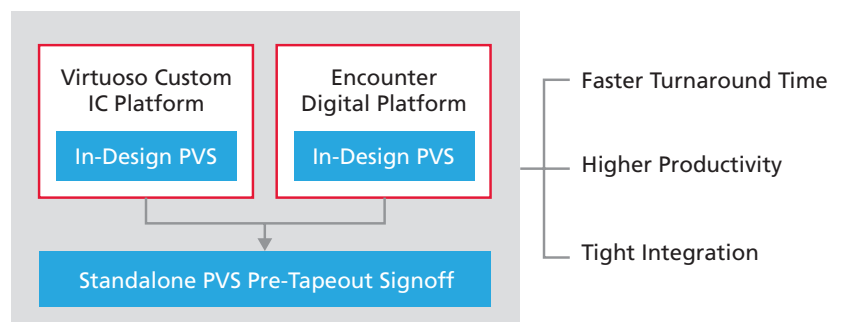 Virtuoso Custom
IC Platform
In-Design PVS
Encounter
Digital Platform
In-Design PVS
Standalone PVS Pre-Tapeout Signoff
Faster Turnaround Time
Higher Productivity
Tight Integration